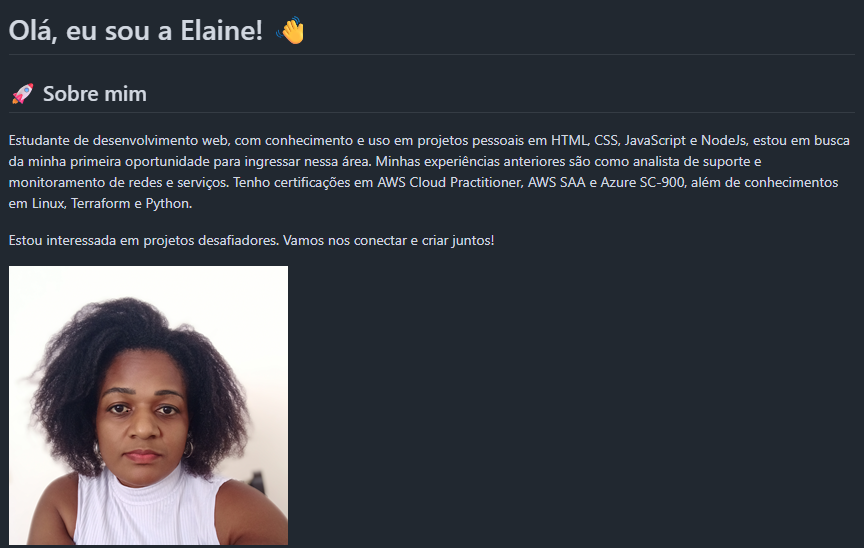 Olá, eu sou a Elaine! 👋
🚀 Sobre mim
Estudante de desenvolvimento web, com conhecimento e uso em projetos pessoais em HTML, CSS, JavaScript e NodeJs, estou em busca
da minha primeira oportunidade para ingressar nessa área. Minhas experiências anteriores são como analista de suporte e
monitoramento de redes e serviços. Tenho certificações em AWS Cloud Practitioner, AWS SAA e Azure SC-900, além de conhecimentos
em Linux, Terraform e Python.
Estou interessada em projetos desafiadores. Vamos nos conectar e criar juntos!